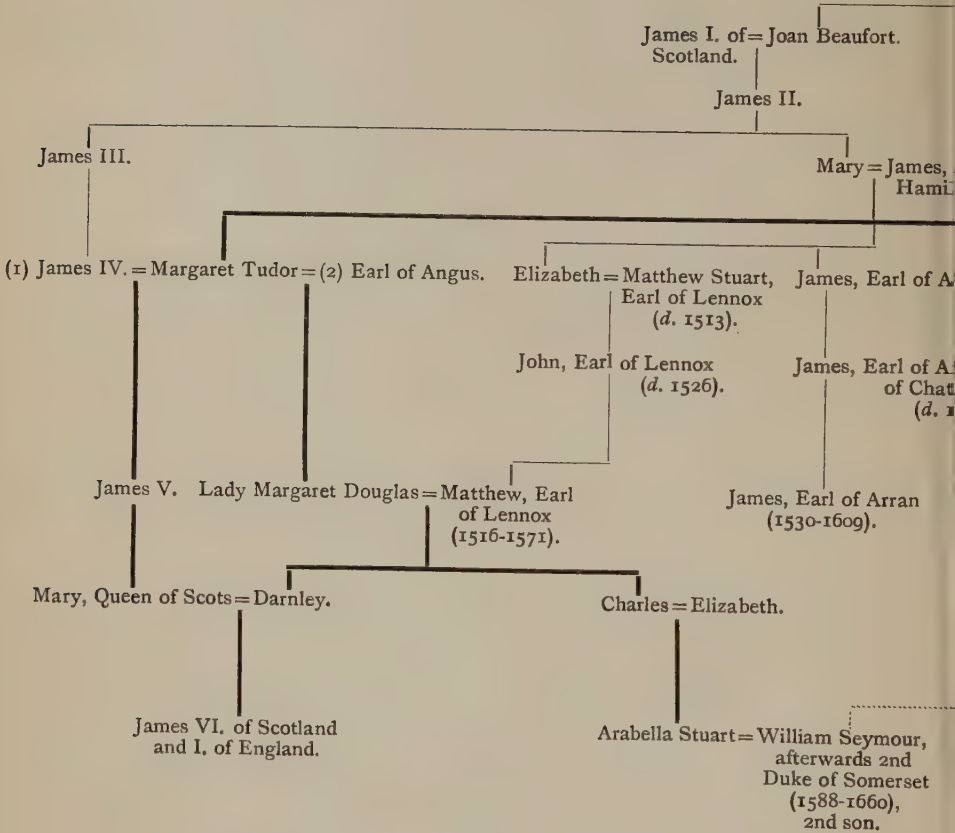 James I. of = Joan Beaufort.
Scotland.
James II.
James III.
Mary = James,
(1) James IV. = Margaret Tudor = (2) Earl of Angus.
Elizabeth = Matthew Stuart,
Earl of Lennox
(d. 1513).
James, Earl of
John, Earl of Lennox
(d. 1526).
James, Earl of
of
(d.
James V.
Lady Margaret Douglas = Matthew, Earl
of Lennox
(1516-1571).
James, Earl of Arran
(1530-1609).
Mary, Queen of Scots = Darnley.
Charles = Elizabeth.
James VI. of Scotland
and I. of England.
Arabella Stuart = William Seymour,
afterwards 2nd
Duke of Somerset
(1588-1660),
2nd son.